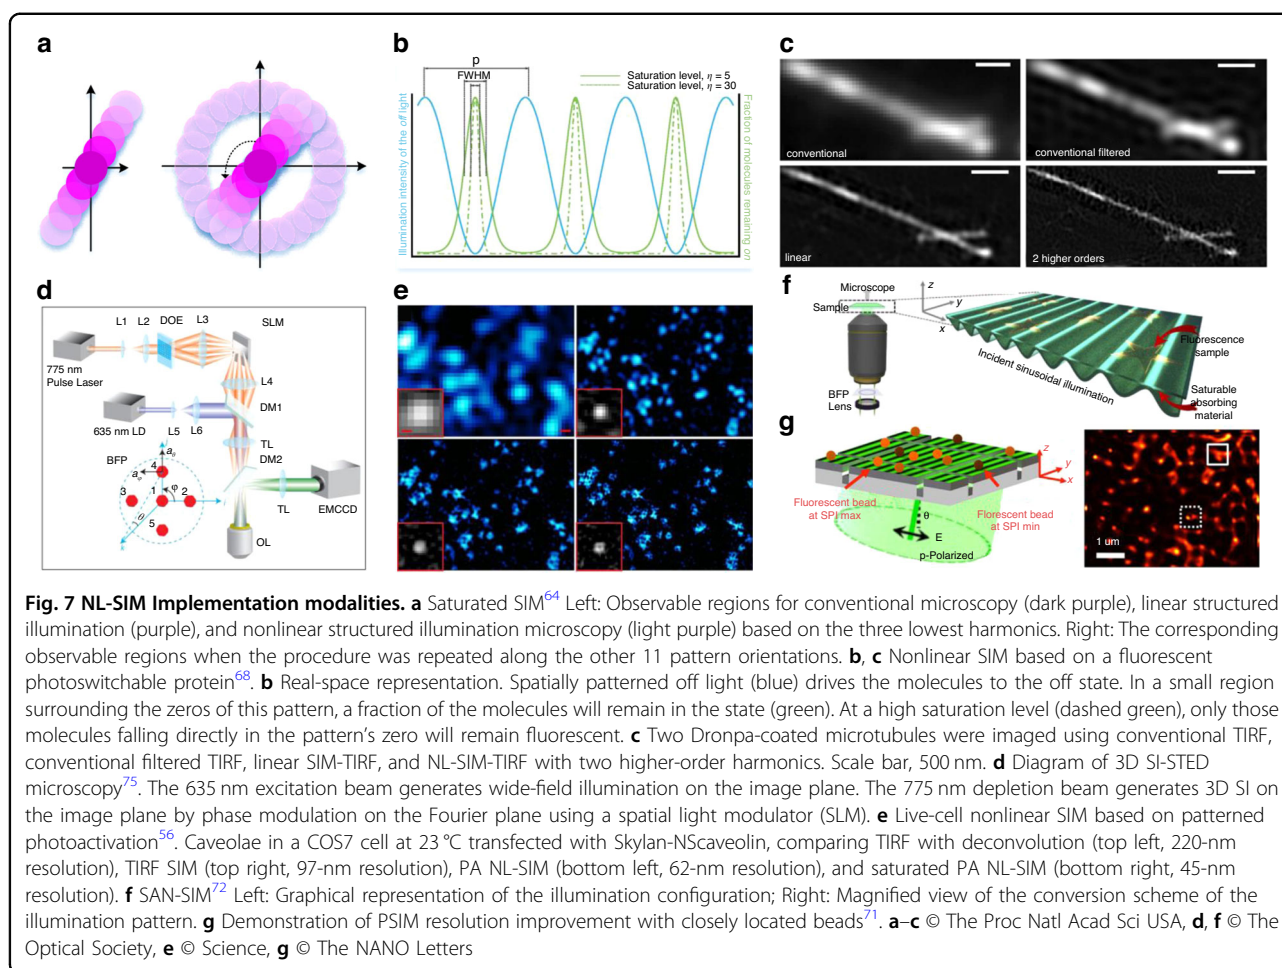 a
b
c
p
FWHM
Saturation level, η = 5
Saturation level, η = 30
Illumination intensity of the off light
Fraction of molecules remaining on
conventional
conventional filtered
linear
2 higher orders
d
e
f
L1 L2 DOE L3 SLM
775 nm
Pulse Laser
L4
DM1
635 nm LD
L5 L6
TL
DM2
BFP
4
aθ
aφ
3
1
φ
2
θ
5
TL
EMCCD
OL
Microscope
Sample
z
y
x
BFP
Lens
Incident sinusoidal illumination
Fluorescence
sample
Saturable
absorbing
material
g
z
y
x
Fluorescent bead
at SPI max
Florescent bead
at SPI min
θ
E
p-Polarized
1 um
Fig. 7 NL-SIM Implementation modalities. a Saturated SIM64 Left: Observable regions for conventional microscopy (dark purple), linear structured
illumination (purple), and nonlinear structured illumination microscopy (light purple) based on the three lowest harmonics. Right: The corresponding
observable regions when the procedure was repeated along the other 11 pattern orientations. b, c Nonlinear SIM based on a fluorescent
photoswitchable protein68. b Real-space representation. Spatially patterned off light (blue) drives the molecules to the off state. In a small region
surrounding the zeros of this pattern, a fraction of the molecules will remain in the state (green). At a high saturation level (dashed green), only those
molecules falling directly in the pattern's zero will remain fluorescent. c Two Dronpa-coated microtubules were imaged using conventional TIRF,
conventional filtered TIRF, linear SIM-TIRF, and NL-SIM-TIRF with two higher-order harmonics. Scale bar, 500 nm. d Diagram of 3D SI-STED
microscopy75. The 635 nm excitation beam generates wide-field illumination on the image plane. The 775 nm depletion beam generates 3D SI on
the image plane by phase modulation on the Fourier plane using a spatial light modulator (SLM). e Live-cell nonlinear SIM based on patterned
photoactivation56. Caveolae in a COS7 cell at 23 °C transfected with Skylan-NScaveolin, comparing TIRF with deconvolution (top left, 220-nm
resolution), TIRF SIM (top right, 97-nm resolution), PA NL-SIM (bottom left, 62-nm resolution), and saturated PA NL-SIM (bottom right, 45-nm
resolution). f SAN-SIM72 Left: Graphical representation of the illumination configuration; Right: Magnified view of the conversion scheme of the
illumination pattern. g Demonstration of PSIM resolution improvement with closely located beads71. a–c © The Proc Natl Acad Sci USA, d, f © The
Optical Society, e © Science, g © The NANO Letters